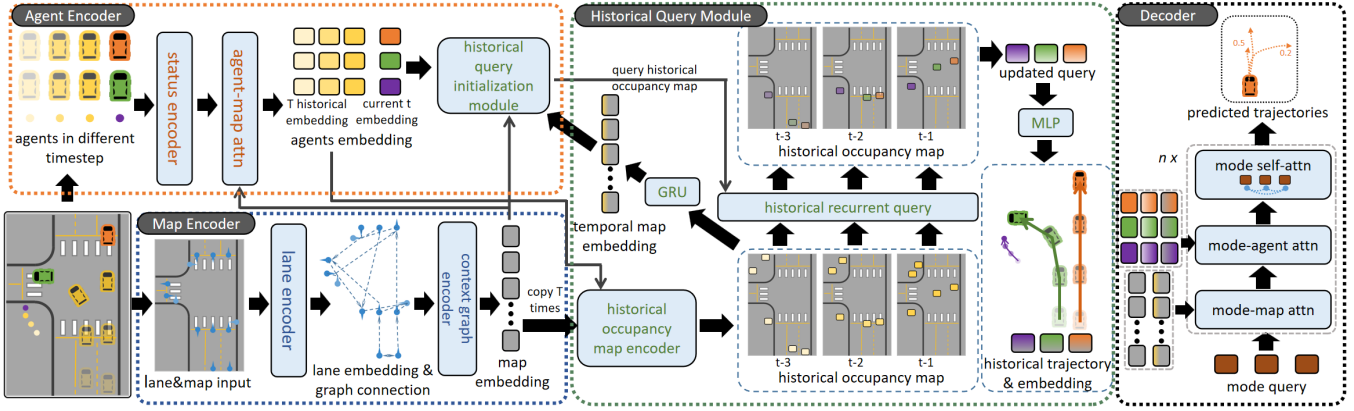 Agent Encoder
agents in different
timestep
status encoder
agent-map attn
T historical
embedding
current t
embedding
agents embedding
historical
query
initialization
module
Map Encoder
lane&map input
lane encoder
lane embedding &
graph connection
context graph
encoder
map
embedding
copy T
times
Historical Query Module
query historical
occupancy map
temporal map
embedding
GRU
historical
occupancy
map encoder
t-3
t-2
t-1
historical occupancy map
historical recurrent query
t-3
t-2
t-1
historical occupancy map
updated query
MLP
historical trajectory
& embedding
Decoder
0.5
0.2
predicted trajectories
n x
mode self-attn
mode-agent attn
mode-map attn
mode query